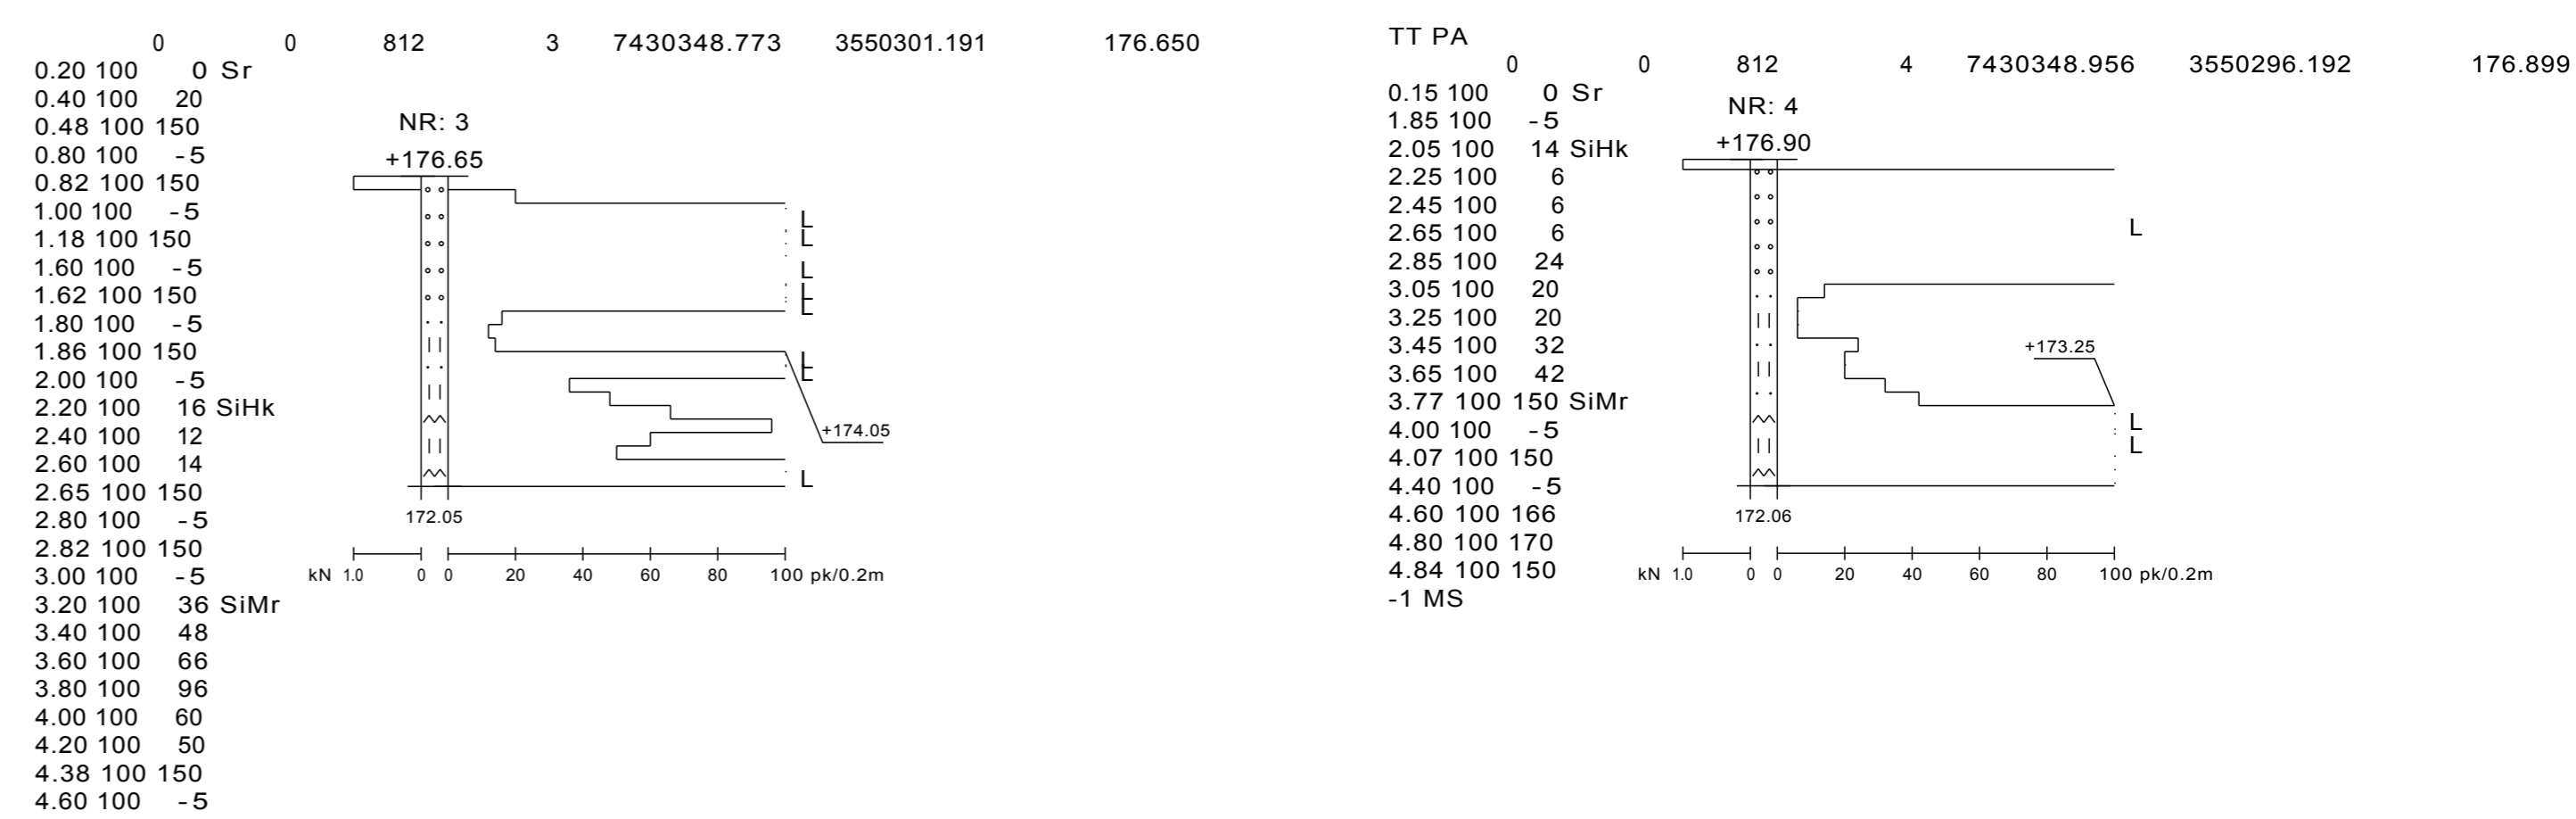 0 0 812 3 7430348.773 3550301.191 176.650
0.20 100 0 Sr
0.40 100 20
0.48 100 150
0.80 100 -5
0.82 100 150
1.00 100 -5
1.18 100 150
1.60 100 -5
1.62 100 150
1.80 100 -5
1.86 100 150
2.00 100 -5
2.20 100 16 SiHk
2.40 100 12
2.60 100 14
2.65 100 150
2.80 100 -5
2.82 100 150
3.00 100 -5
3.20 100 36 SiMr
3.40 100 48
3.60 100 66
3.80 100 96
4.00 100 60
4.20 100 50
4.38 100 150
4.60 100 -5
NR: 3
+176.65
L
L
L
L
L
L
L
+174.05
L
172.05
kN 1.0 0 0 20 40 60 80 100 pk/0.2m
TT PA
0 0 812 4 7430348.956 3550296.192 176.899
0.15 100 0 Sr
1.85 100 -5
2.05 100 14 SiHk
2.25 100 6
2.45 100 6
2.65 100 6
2.85 100 24
3.05 100 20
3.25 100 20
3.45 100 32
3.65 100 42
3.77 100 150 SiMr
4.00 100 -5
4.07 100 150
4.40 100 -5
4.60 100 166
4.80 100 170
4.84 100 150
-1 MS
NR: 4
+176.90
L
+173.25
L
L
172.06
kN 1.0 0 0 20 40 60 80 100 pk/0.2m